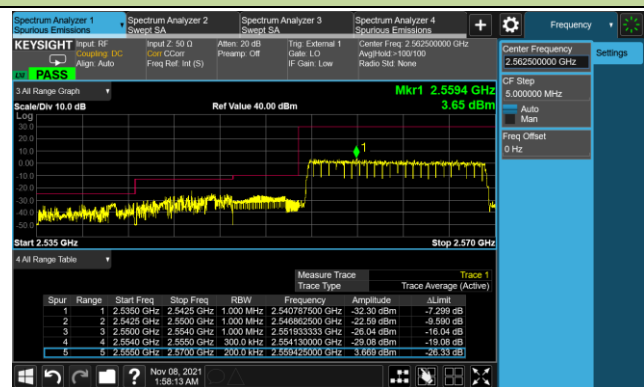 Spectrum Analyzer 1
Spurious Emissions
Spectrum Analyzer 2
Swept SA
Spectrum Analyzer 3
Swept SA
Spectrum Analyzer 4
Spurious Emissions
+
Frequency
KEYSIGHT
Input: RF
Coupling: DC
Align: Auto
Input Z: 50 Ω
Corr CCorr
Freq Ref: Int (S)
Atten: 20 dB
Preamp: Off
Trig: External 1
Gate: LO
IF Gain: Low
Center Freq: 2.562500000 GHz
Avg|Hold:>100/100
Radio Std: None
LXI
PASS
Center Frequency
2.562500000 GHz
Settings
CF Step
5.000000 MHz
Auto
Man
Freq Offset
0 Hz
3 All Range Graph
Mkr1 2.5594 GHz
Scale/Div 10.0 dB
Ref Value 40.00 dBm
3.65 dBm
Log
30.0
20.0
10.0
0.00
-10.0
-20.0
-30.0
-40.0
-50.0
1
Start 2.535 GHz
Stop 2.570 GHz
4 All Range Table
Measure Trace Trace 1
Trace Type Trace Average (Active)
Spur Range Start Freq Stop Freq RBW Frequency Amplitude ΔLimit
1 1 2.5350 GHz 2.5425 GHz 1.000 MHz 2.540787500 GHz -32.30 dBm -7.299 dB
2 2 2.5425 GHz 2.5500 GHz 1.000 MHz 2.546862500 GHz -22.59 dBm -9.590 dB
3 3 2.5500 GHz 2.5540 GHz 1.000 MHz 2.551933333 GHz -26.04 dBm -16.04 dB
4 4 2.5540 GHz 2.5550 GHz 300.0 kHz 2.554130000 GHz -29.08 dBm -19.08 dB
5 5 2.5550 GHz 2.5700 GHz 200.0 kHz 2.559425000 GHz 3.669 dBm -26.33 dB
?
Nov 08, 2021
1:58:13 AM